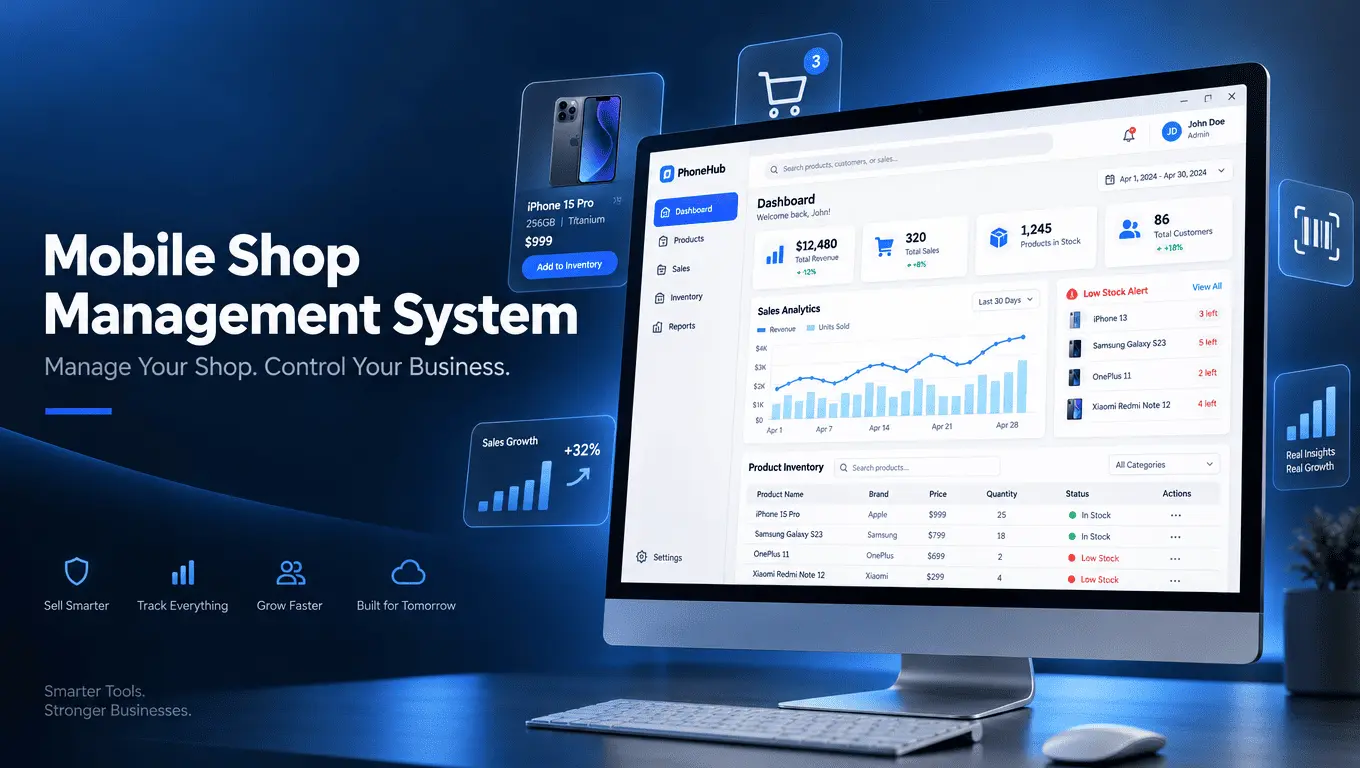 Mobile Shop
Management System
Manage Your Shop. Control Your Business.
Sell Smarter
Track Everything
Grow Faster
Built for Tomorrow
Smarter Tools.
Stronger Businesses.
iPhone 15 Pro
256GB | Titanium
$999
Add to Inventory
3
Sales Growth
+32%
Real Insights
Real Growth
PhoneHub
Search products, customers, or sales...
JD
John Doe
Admin
Dashboard
Products
Sales
Inventory
Reports
Settings
Dashboard
Welcome back, John!
Apr 1, 2024 - Apr 30, 2024
$12,480
Total Revenue
12%
320
Total Sales
+8%
1,245
Products in Stock
86
Total Customers
+18%
Sales Analytics
Last 30 Days
Revenue
Units Sold
$4K
$3K
$2K
$1K
$0
Apr 1
Apr 7
Apr 14
Apr 21
Apr 28
Low Stock Alert
View All
iPhone 13
3 left
Samsung Galaxy S23
5 left
OnePlus 11
2 left
Xiaomi Redmi Note 12
4 left
Product Inventory
Search products...
All Categories
Product Name Brand Price Quantity Status Actions
iPhone 15 Pro Apple $999 25 In Stock ...
Samsung Galaxy S23 Samsung $799 18 In Stock ...
OnePlus 11 OnePlus $699 2 Low Stock ...
Xiaomi Redmi Note 12 Xiaomi $299 4 Low Stock ...